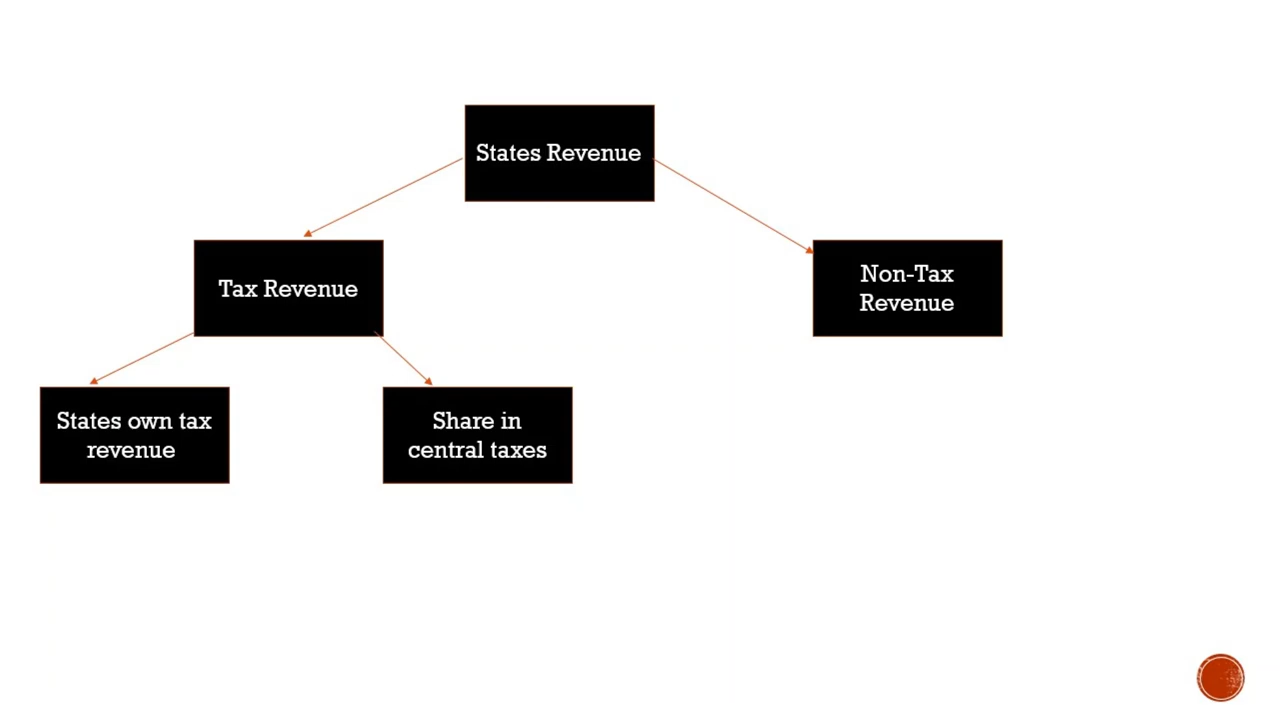 States Revenue
Tax Revenue
Non-Tax
Revenue
States own tax
revenue
Share in
central taxes